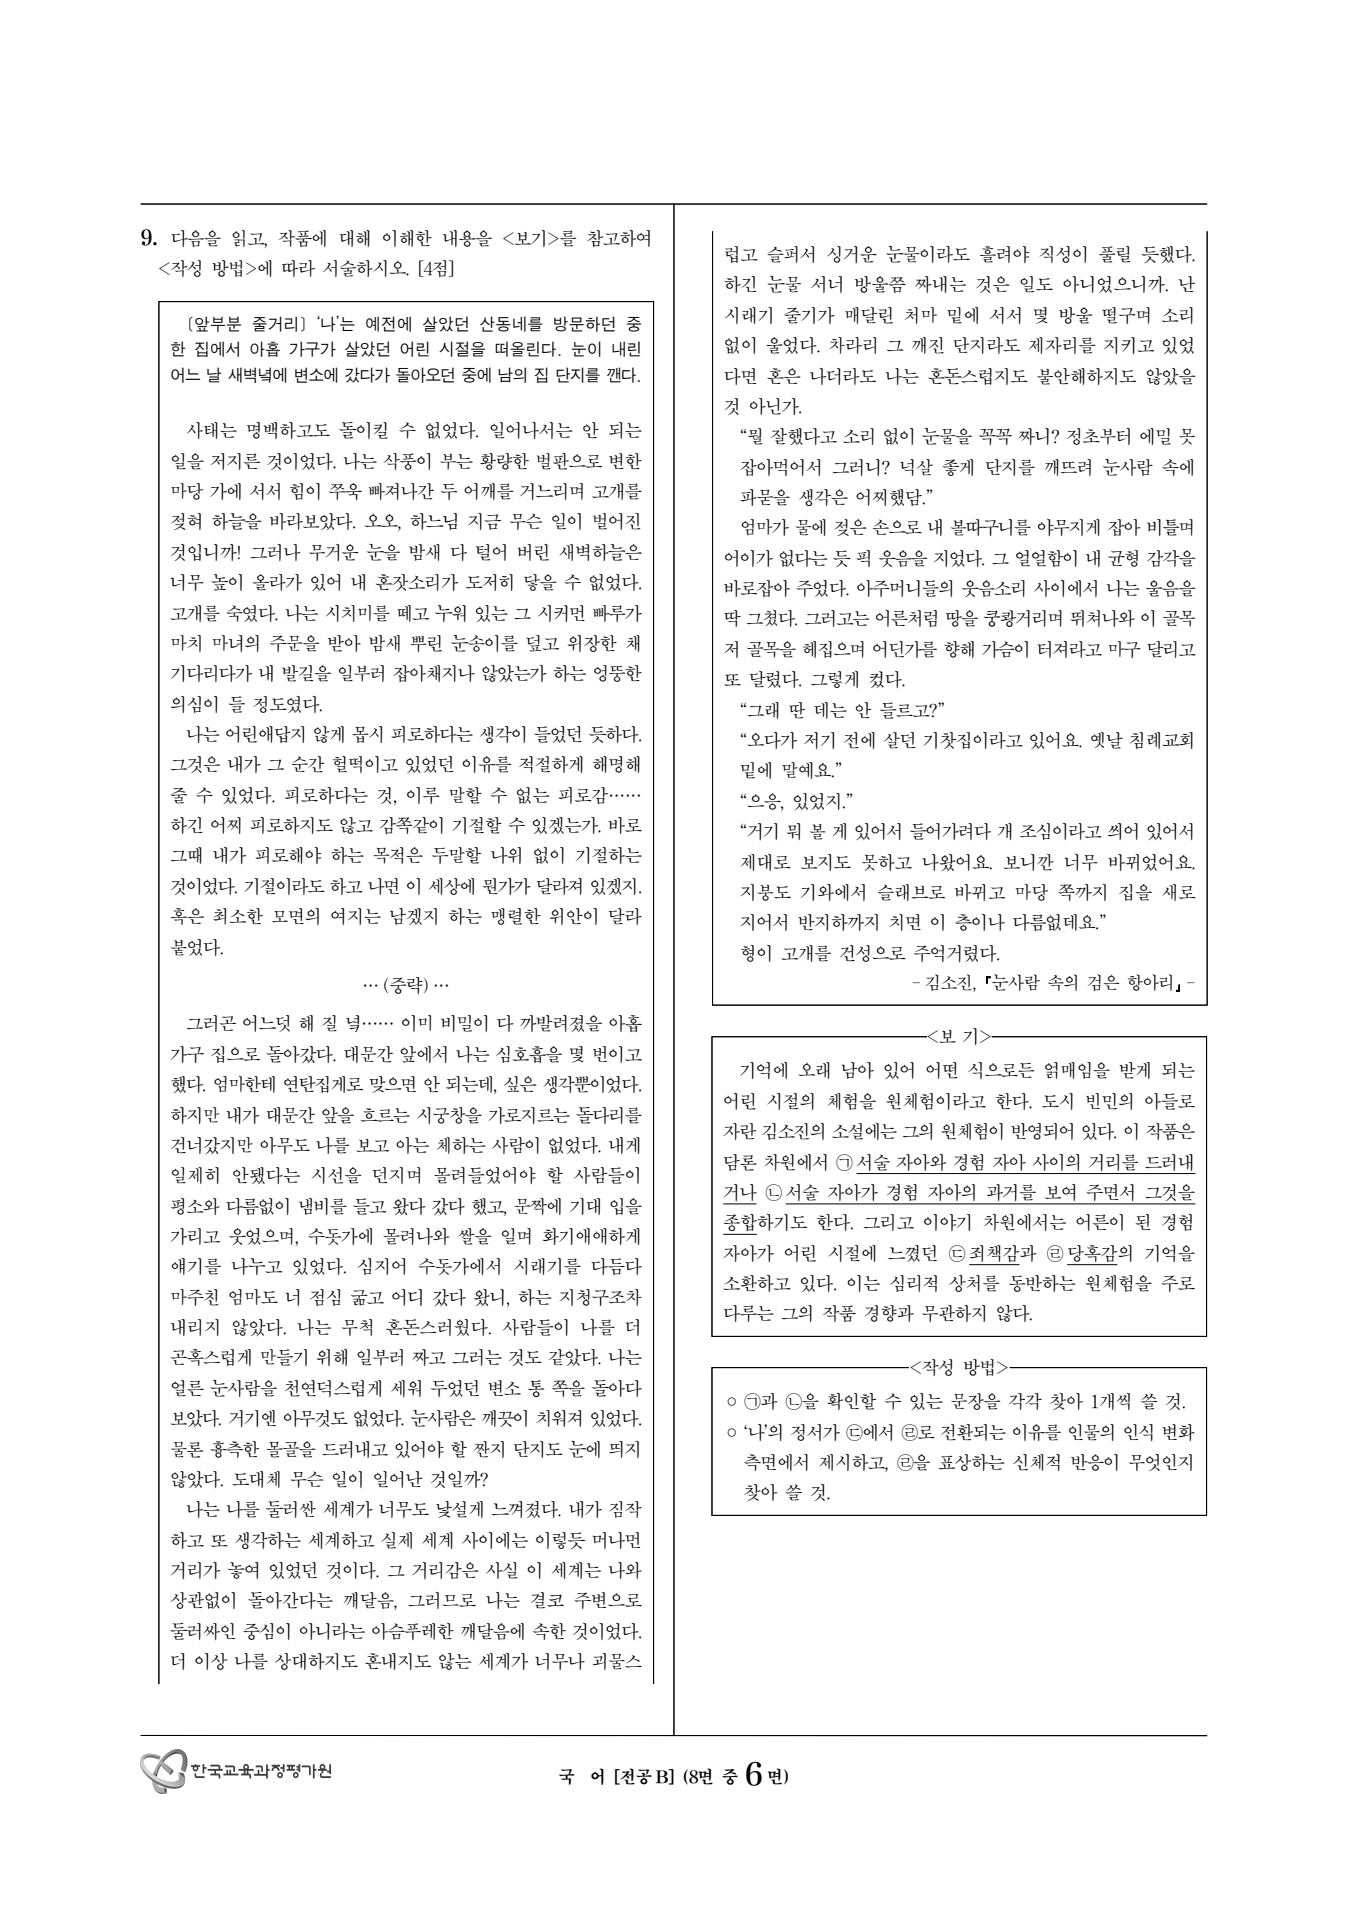 9. 다음을 읽고, 작품에 대해 이해한 내용을 <보기>를 참고하여
<작성 방법>에 따라 서술하시오. [4점]
〔앞부분 줄거리〕 ‘나’는 예전에 살았던 산동네를 방문하던 중
한 집에서 아홉 가구가 살았던 어린 시절을 떠올린다. 눈이 내린
어느 날 새벽녘에 변소에 갔다가 돌아오던 중에 남의 집 단지를 깬다.
사태는 명백하고도 돌이킬 수 없었다. 일어나서는 안 되는
일을 저지른 것이었다. 나는 삭풍이 부는 황량한 벌판으로 변한
마당 가에 서서 힘이 쭈욱 빠져나간 두 어깨를 거느리며 고개를
젖혀 하늘을 바라보았다. 오오, 하느님 지금 무슨 일이 벌어진
것입니까! 그러나 무거운 눈을 밤새 다 털어 버린 새벽하늘은
너무 높이 올라가 있어 내 혼잣소리가 도저히 닿을 수 없었다.
고개를 숙였다. 나는 시치미를 떼고 누워 있는 그 시커먼 빠루가
마치 마녀의 주문을 받아 밤새 뿌린 눈송이를 덮고 위장한 채
기다리다가 내 발길을 일부러 잡아채지나 않았는가 하는 엉뚱한
의심이 들 정도였다.
나는 어린애답지 않게 몹시 피로하다는 생각이 들었던 듯하다.
그것은 내가 그 순간 헐떡이고 있었던 이유를 적절하게 해명해
줄 수 있었다. 피로하다는 것, 이루 말할 수 없는 피로감……
하긴 어찌 피로하지도 않고 감쪽같이 기절할 수 있겠는가. 바로
그때 내가 피로해야 하는 목적은 두말할 나위 없이 기절하는
것이었다. 기절이라도 하고 나면 이 세상에 뭔가가 달라져 있겠지.
혹은 최소한 모면의 여지는 남겠지 하는 맹렬한 위안이 달라
붙었다.
… (중략) …
그러곤 어느덧 해 질 녘…… 이미 비밀이 다 까발려졌을 아홉
가구 집으로 돌아갔다. 대문간 앞에서 나는 심호흡을 몇 번이고
했다. 엄마한테 연탄집게로 맞으면 안 되는데, 싶은 생각뿐이었다.
하지만 내가 대문간 앞을 흐르는 시궁창을 가로지르는 돌다리를
건너갔지만 아무도 나를 보고 아는 체하는 사람이 없었다. 내게
일제히 안됐다는 시선을 던지며 몰려들었어야 할 사람들이
평소와 다름없이 냄비를 들고 왔다 갔다 했고, 문짝에 기대 입을
가리고 웃었으며, 수돗가에 몰려나와 쌀을 일며 화기애애하게
얘기를 나누고 있었다. 심지어 수돗가에서 시래기를 다듬다
마주친 엄마도 너 점심 굶고 어디 갔다 왔니, 하는 지청구조차
내리지 않았다. 나는 무척 혼돈스러웠다. 사람들이 나를 더
곤혹스럽게 만들기 위해 일부러 짜고 그러는 것도 같았다. 나는
얼른 눈사람을 천연덕스럽게 세워 두었던 변소 통 쪽을 돌아다
보았다. 거기엔 아무것도 없었다. 눈사람은 깨끗이 치워져 있었다.
물론 흉측한 몰골을 드러내고 있어야 할 짠지 단지도 눈에 띄지
않았다. 도대체 무슨 일이 일어난 것일까?
나는 나를 둘러싼 세계가 너무도 낯설게 느껴졌다. 내가 짐작
하고 또 생각하는 세계하고 실제 세계 사이에는 이렇듯 머나먼
거리가 놓여 있었던 것이다. 그 거리감은 사실 이 세계는 나와
상관없이 돌아간다는 깨달음, 그러므로 나는 결코 주변으로
둘러싸인 중심이 아니라는 아슴푸레한 깨달음에 속한 것이었다.
더 이상 나를 상대하지도 혼내지도 않는 세계가 너무나 괴물스
럽고 슬퍼서 싱거운 눈물이라도 흘려야 직성이 풀릴 듯했다.
하긴 눈물 서너 방울쯤 짜내는 것은 일도 아니었으니까. 난
시래기 줄기가 매달린 처마 밑에 서서 몇 방울 떨구며 소리
없이 울었다. 차라리 그 깨진 단지라도 제자리를 지키고 있었
다면 혼은 나더라도 나는 혼돈스럽지도 불안해하지도 않았을
것 아닌가.
“뭘 잘했다고 소리 없이 눈물을 꼭꼭 짜니? 정초부터 에밀 못
잡아먹어서 그러니? 넉살 좋게 단지를 깨뜨려 눈사람 속에
파묻을 생각은 어찌했담.”
엄마가 물에 젖은 손으로 내 볼따구니를 야무지게 잡아 비틀며
어이가 없다는 듯 픽 웃음을 지었다. 그 얼얼함이 내 균형 감각을
바로잡아 주었다. 아주머니들의 웃음소리 사이에서 나는 울음을
딱 그쳤다. 그러고는 어른처럼 땅을 쿵쾅거리며 뛰쳐나와 이 골목
저 골목을 헤집으며 어딘가를 향해 가슴이 터져라고 마구 달리고
또 달렸다. 그렇게 컸다.
“그래 딴 데는 안 들르고?”
“오다가 저기 전에 살던 기찻집이라고 있어요. 옛날 침례교회
밑에 말예요.”
“으응, 있었지.”
“거기 뭐 볼 게 있어서 들어가려다 개 조심이라고 씌어 있어서
제대로 보지도 못하고 나왔어요. 보니깐 너무 바뀌었어요.
지붕도 기와에서 슬래브로 바뀌고 마당 쪽까지 집을 새로
지어서 반지하까지 치면 이 층이나 다름없데요.”
형이 고개를 건성으로 주억거렸다.
- 김소진, 『눈사람 속의 검은 항아리』 -
<보 기>
기억에 오래 남아 있어 어떤 식으로든 얽매임을 받게 되는
어린 시절의 체험을 원체험이라고 한다. 도시 빈민의 아들로
자란 김소진의 소설에는 그의 원체험이 반영되어 있다. 이 작품은
담론 차원에서 ㉠서술 자아와 경험 자아 사이의 거리를 드러내
거나 ㉡서술 자아가 경험 자아의 과거를 보여 주면서 그것을
종합하기도 한다. 그리고 이야기 차원에서는 어른이 된 경험
자아가 어린 시절에 느꼈던 ㉢죄책감과 ㉣당혹감의 기억을
소환하고 있다. 이는 심리적 상처를 동반하는 원체험을 주로
다루는 그의 작품 경향과 무관하지 않다.
<작성 방법>
○ ㉠과 ㉡을 확인할 수 있는 문장을 각각 찾아 1개씩 쓸 것.
○ ‘나’의 정서가 ㉢에서 ㉣로 전환되는 이유를 인물의 인식 변화
측면에서 제시하고, ㉣을 표상하는 신체적 반응이 무엇인지
찾아 쓸 것.
한국교육과정평가원
국 어 [전공 B] (8면 중 6 면)